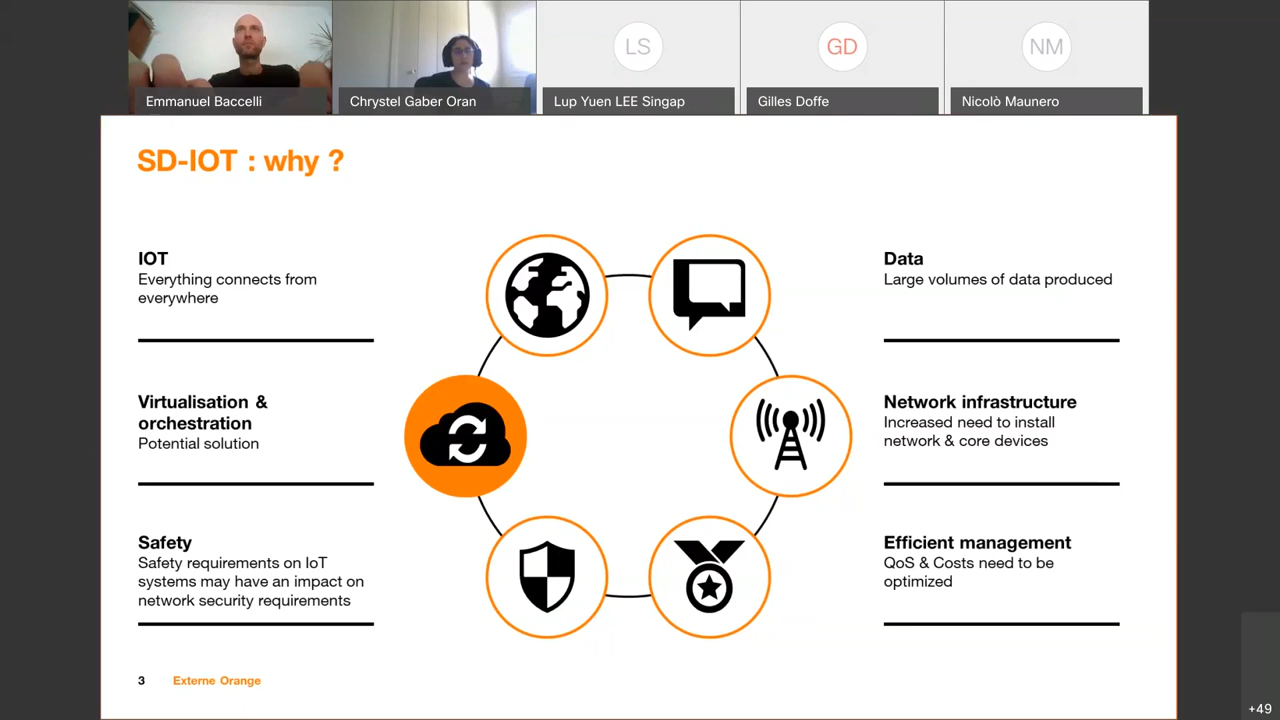 LS
GD
NM
Emmanuel Baccelli
Chrystel Gaber Oran
Lup Yuen LEE Singap
Gilles Doffe
Nicolò Maunero
SD-IOT : why ?
IOT
Everything connects from
everywhere
Virtualisation &
orchestration
Potential solution
Safety
Safety requirements on IoT
systems may have an impact on
network security requirements
Data
Large volumes of data produced
Network infrastructure
Increased need to install
network & core devices
Efficient management
QoS & Costs need to be
optimized
3 Externe Orange
+49